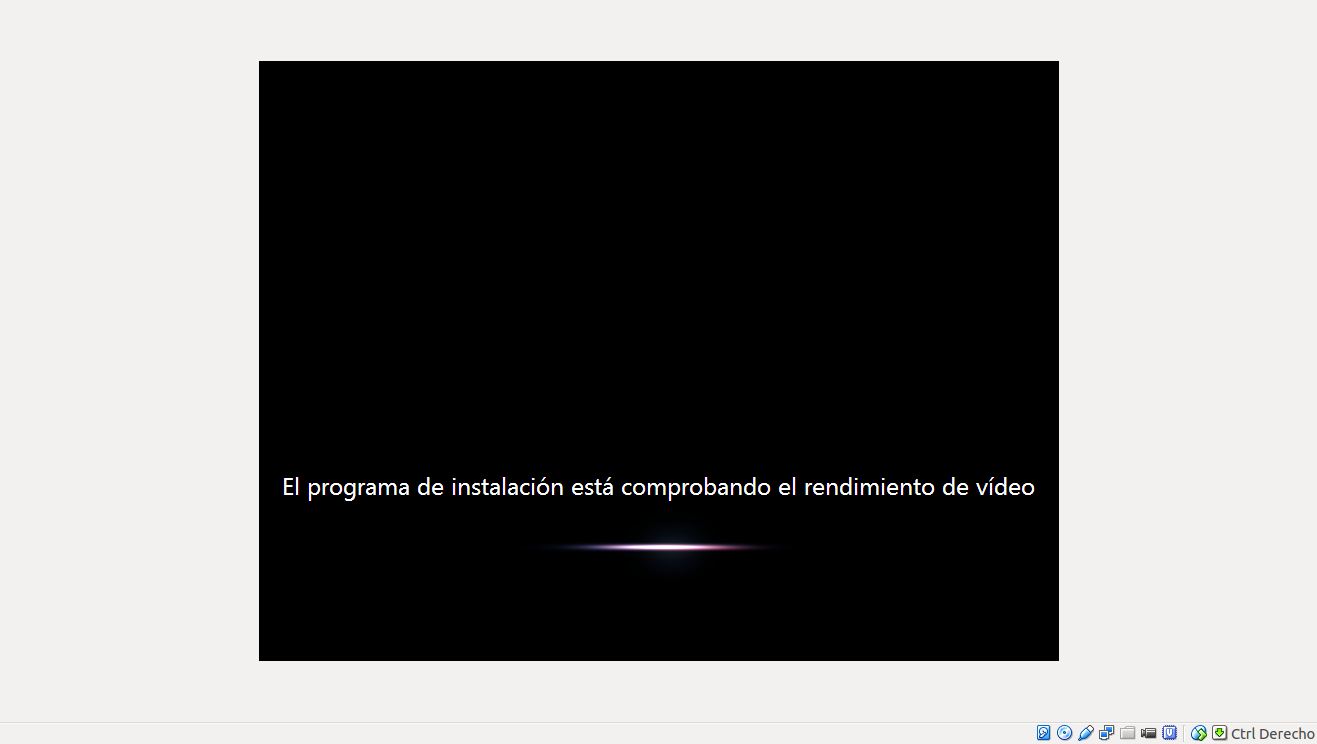 El programa de instalación está comprobando el rendimiento de vídeo
Ctrl Derecho